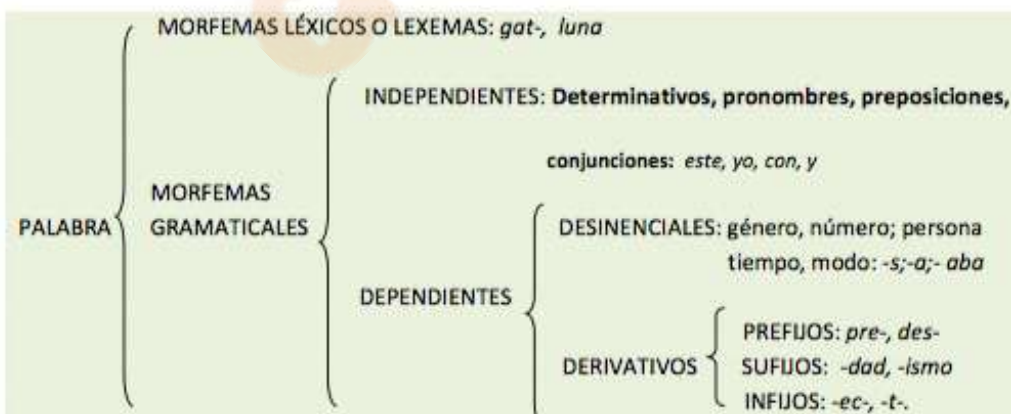 MORFEMAS LÉXICOS O LEXEMAS: gat-, luna
INDEPENDIENTES: Determinativos, pronombres, preposiciones,
conjunciones: este, yo, con, y
MORFEMAS
GRAMATICALES
PALABRA
DESINENCIALES: género, número; persona
tiempo, modo: -s;-a;- aba
DEPENDIENTES
DERIVATIVOS
PREFIJOS: pre-, des-
SUFIJOS: -dad, -ismo
INFIJOS: -ec-, -t-.